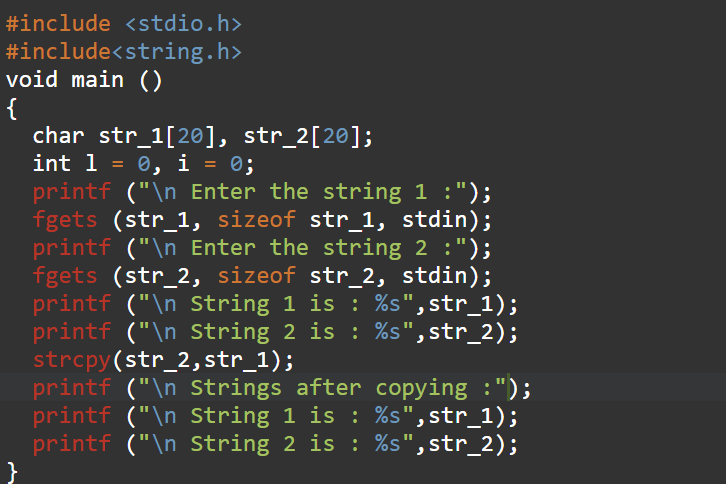 #include <stdio.h>
#include<string.h>
void main ()
{
  char str_1[20], str_2[20];
  int l = 0, i = 0;
  printf ("\n Enter the string 1 :");
  fgets (str_1, sizeof str_1, stdin);
  printf ("\n Enter the string 2 :");
  fgets (str_2, sizeof str_2, stdin);
  printf ("\n String 1 is : %s",str_1);
  printf ("\n String 2 is : %s",str_2);
  strcpy(str_2,str_1);
  printf ("\n Strings after copying :");
  printf ("\n String 1 is : %s",str_1);
  printf ("\n String 2 is : %s",str_2);
}